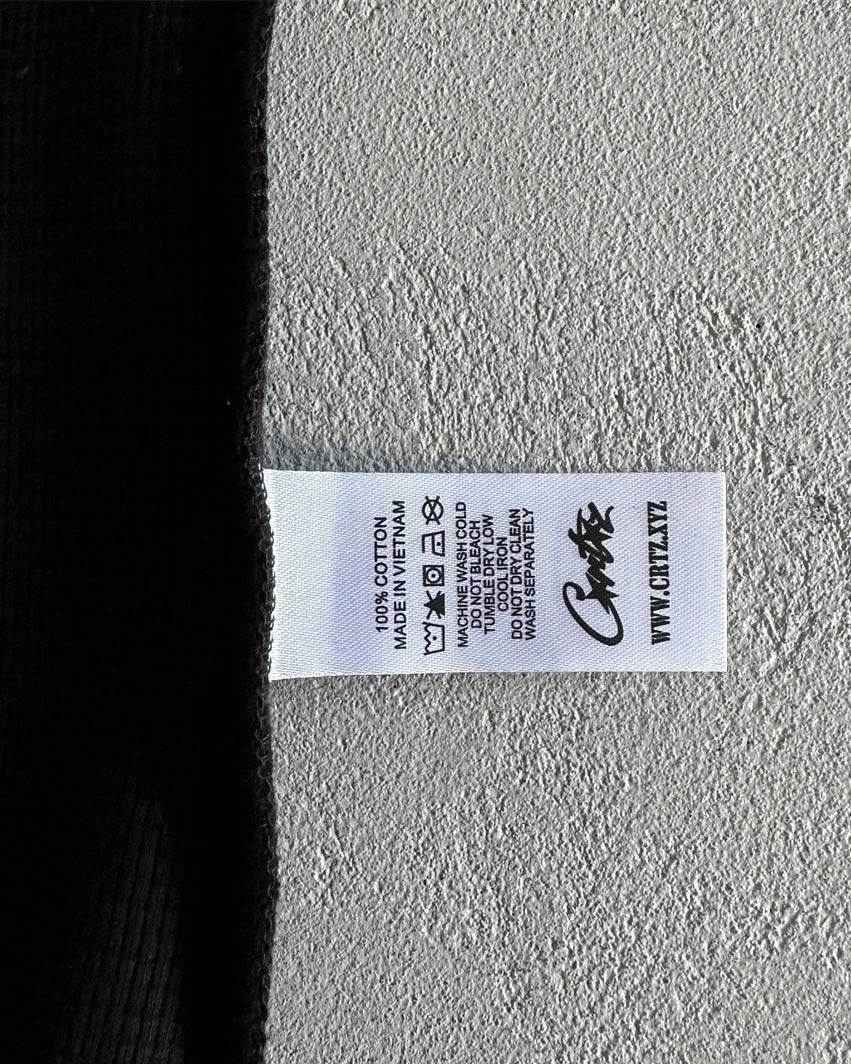 100% COTTON
MADE IN VIETNAM
MACHINE WASH COLD
DO NOT BLEACH
TUMBLE DRY LOW
COOL IRON
DO NOT DRY CLEAN
WASH SEPARATELY
Corteiz
WWW.CRTZ.XYZ